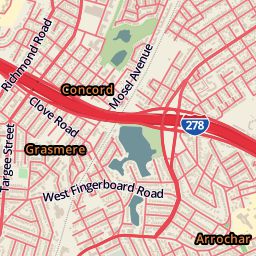 Richmond Road
Mosel Avenue
Concord
Clove Road
278
Targee Street
Grasmere
West Fingerboard Road
Arrochar